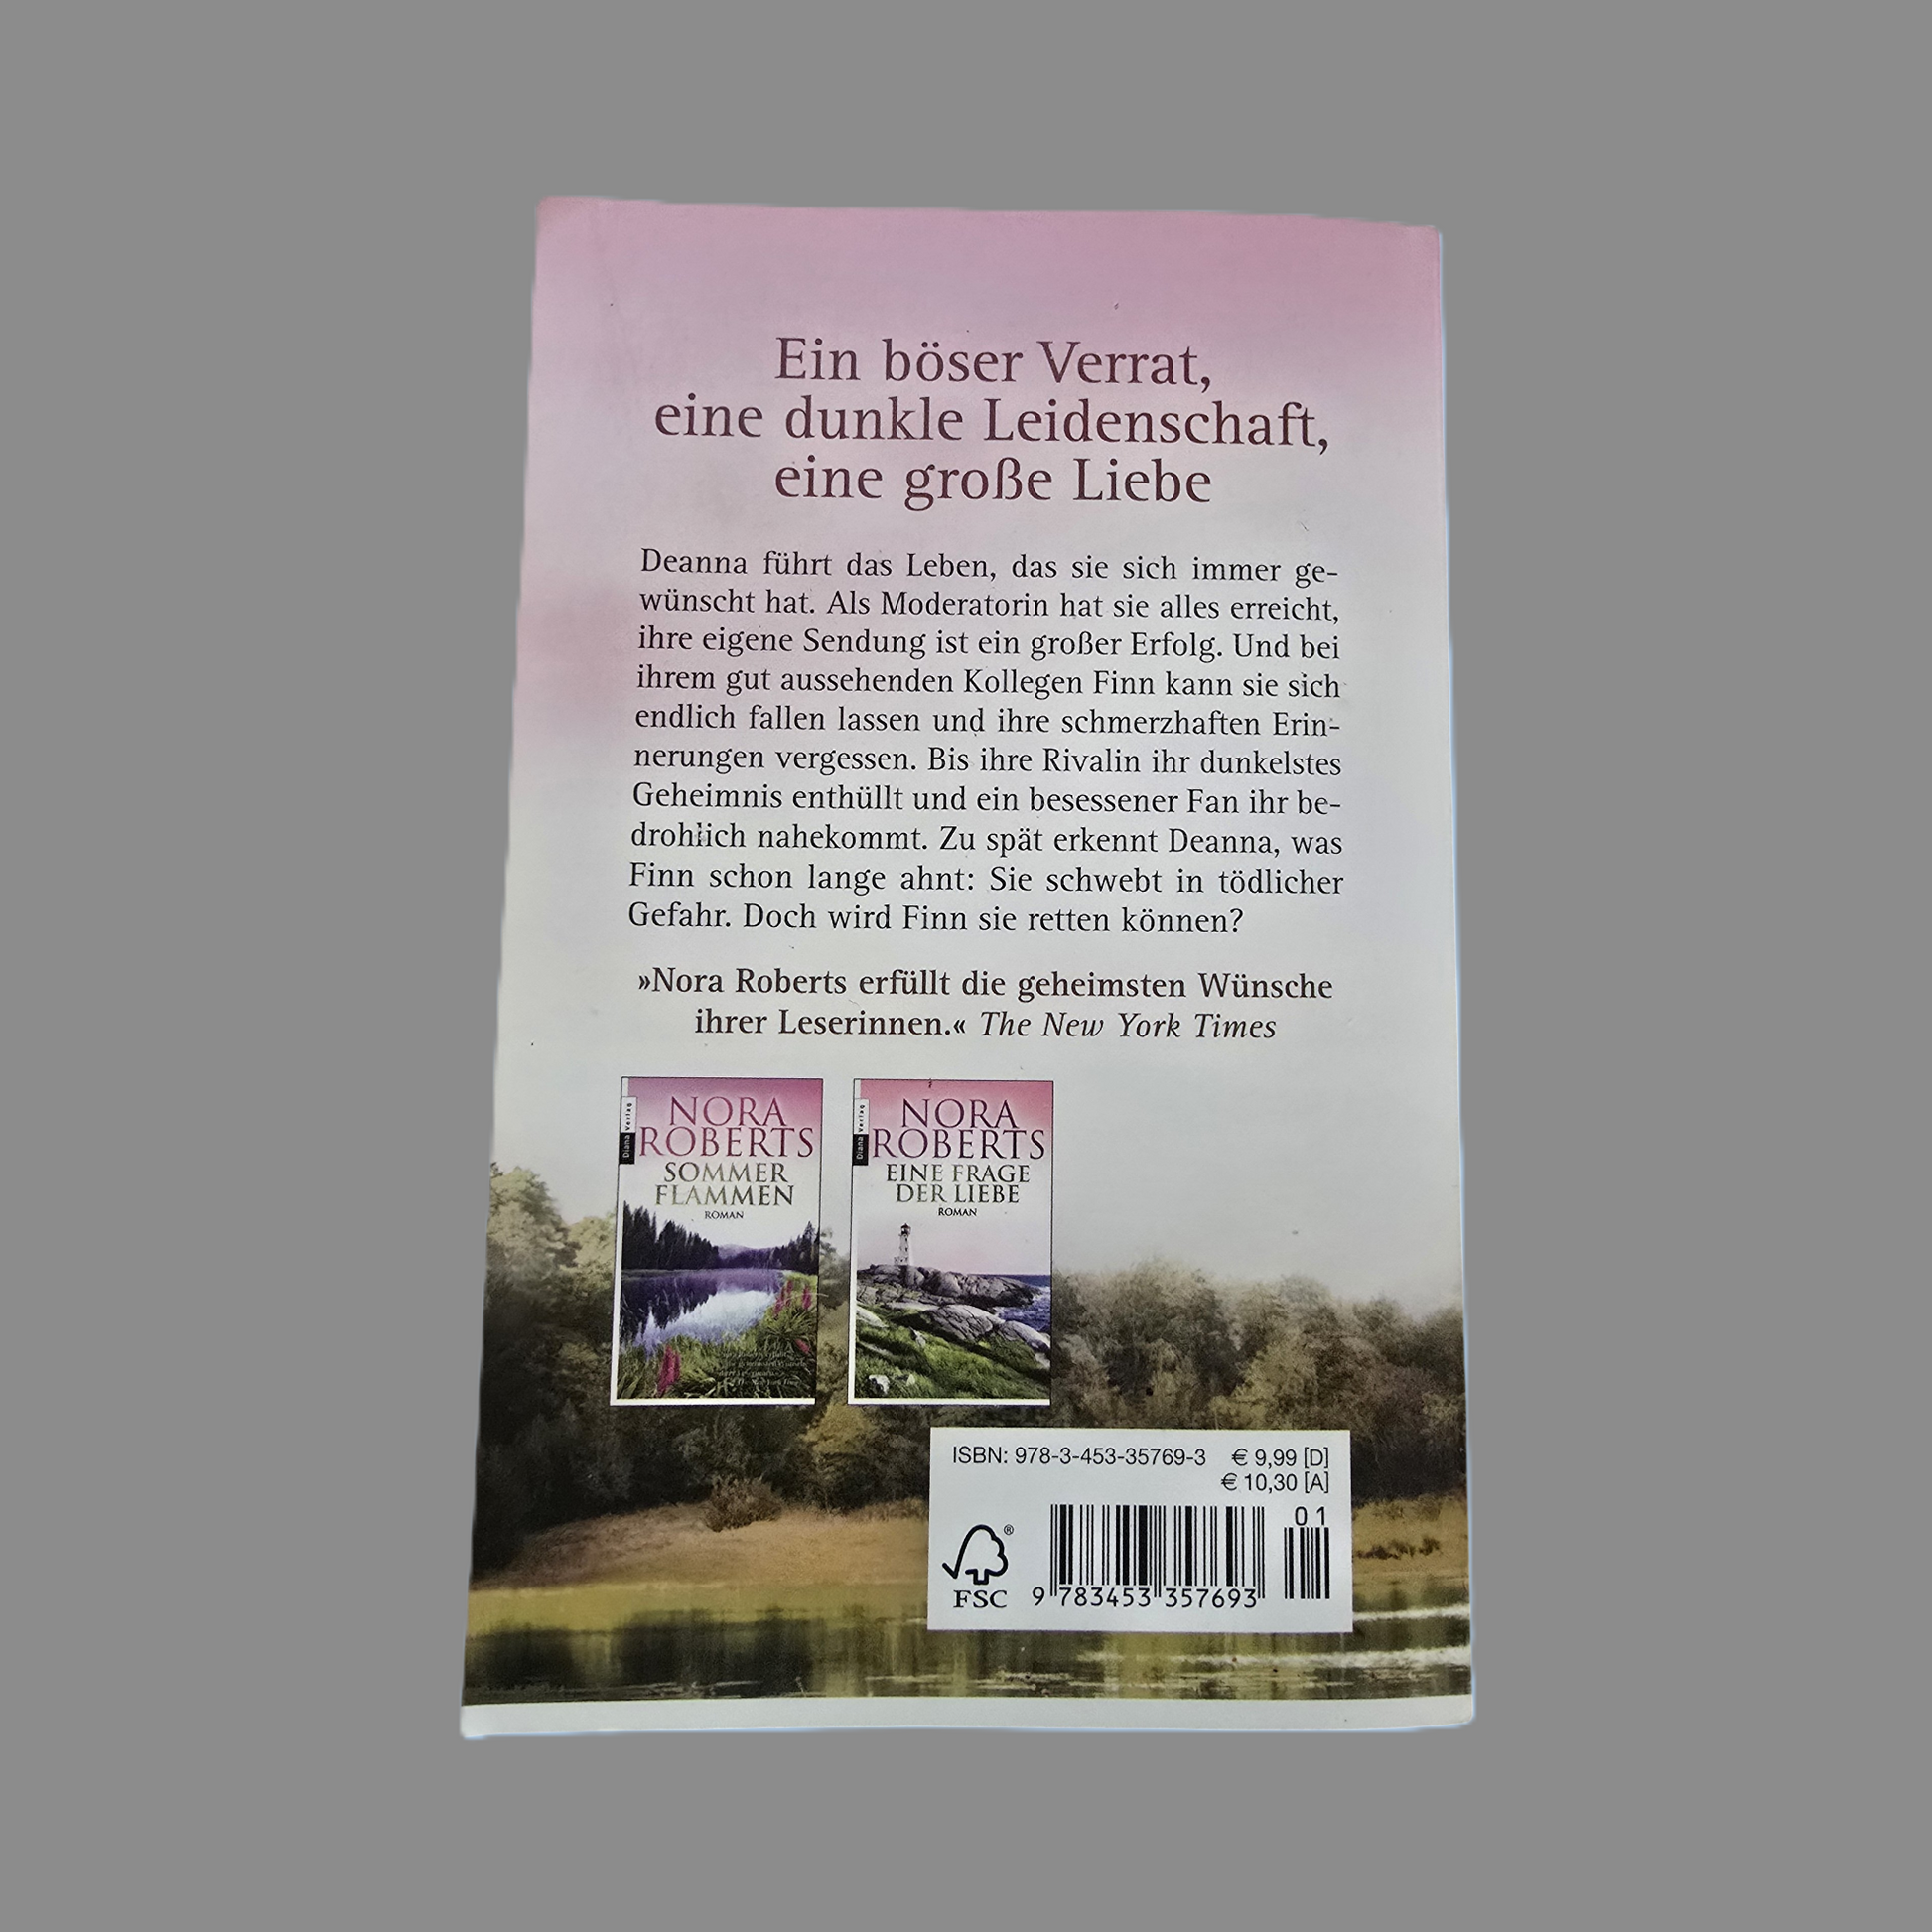 Ein böser Verrat,
eine dunkle Leidenschaft,
eine große Liebe
Deanna führt das Leben, das sie sich immer ge-
wünscht hat. Als Moderatorin hat sie alles erreicht,
ihre eigene Sendung ist ein großer Erfolg. Und bei
ihrem gut aussehenden Kollegen Finn kann sie sich
endlich fallen lassen und ihre schmerzhaften Erin-
nerungen vergessen. Bis ihre Rivalin ihr dunkelstes
Geheimnis enthüllt und ein besessener Fan ihr be-
drohlich nahekommt. Zu spät erkennt Deanna, was
Finn schon lange ahnt: Sie schwebt in tödlicher
Gefahr. Doch wird Finn sie retten können?
»Nora Roberts erfüllt die geheimsten Wünsche
ihrer Leserinnen.« The New York Times
Diana Verlag
NORA
ROBERTS
SOMMER
FLAMMEN
ROMAN
Diana Verlag
NORA
ROBERTS
EINE FRAGE
DER LIEBE
ROMAN
ISBN: 978-3-453-35769-3 € 9,99 [D]
€ 10,30 [A]
01
® FSC
9 783453 357693